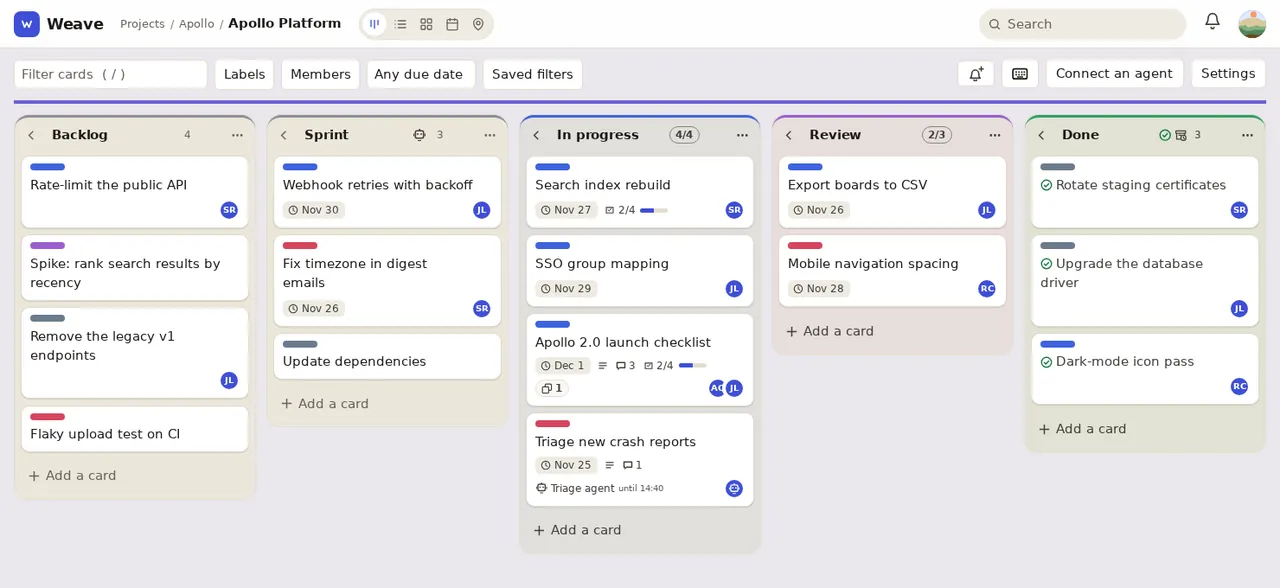 W Weave Projects / Apollo / Apollo Platform Search
Filter cards ( / ) Labels Members Any due date Saved filters Connect an agent Settings
Backlog 4
Rate-limit the public API
SR
Spike: rank search results by
recency
Remove the legacy v1
endpoints
JL
Flaky upload test on CI
+ Add a card
Sprint 3
Webhook retries with backoff
Nov 30 JL
Fix timezone in digest
emails
Nov 26 SR
Update dependencies
+ Add a card
In progress 4/4
Search index rebuild
Nov 27 2/4 SR
SSO group mapping
Nov 29 JL
Apollo 2.0 launch checklist
Dec 1 3 2/4
1 AC JL
Triage new crash reports
Nov 25 1
Triage agent until 14:40
+ Add a card
Review 2/3
Export boards to CSV
Nov 26 JL
Mobile navigation spacing
Nov 28 RC
+ Add a card
Done 3
Rotate staging certificates
SR
Upgrade the database
driver
JL
Dark-mode icon pass
RC
+ Add a card